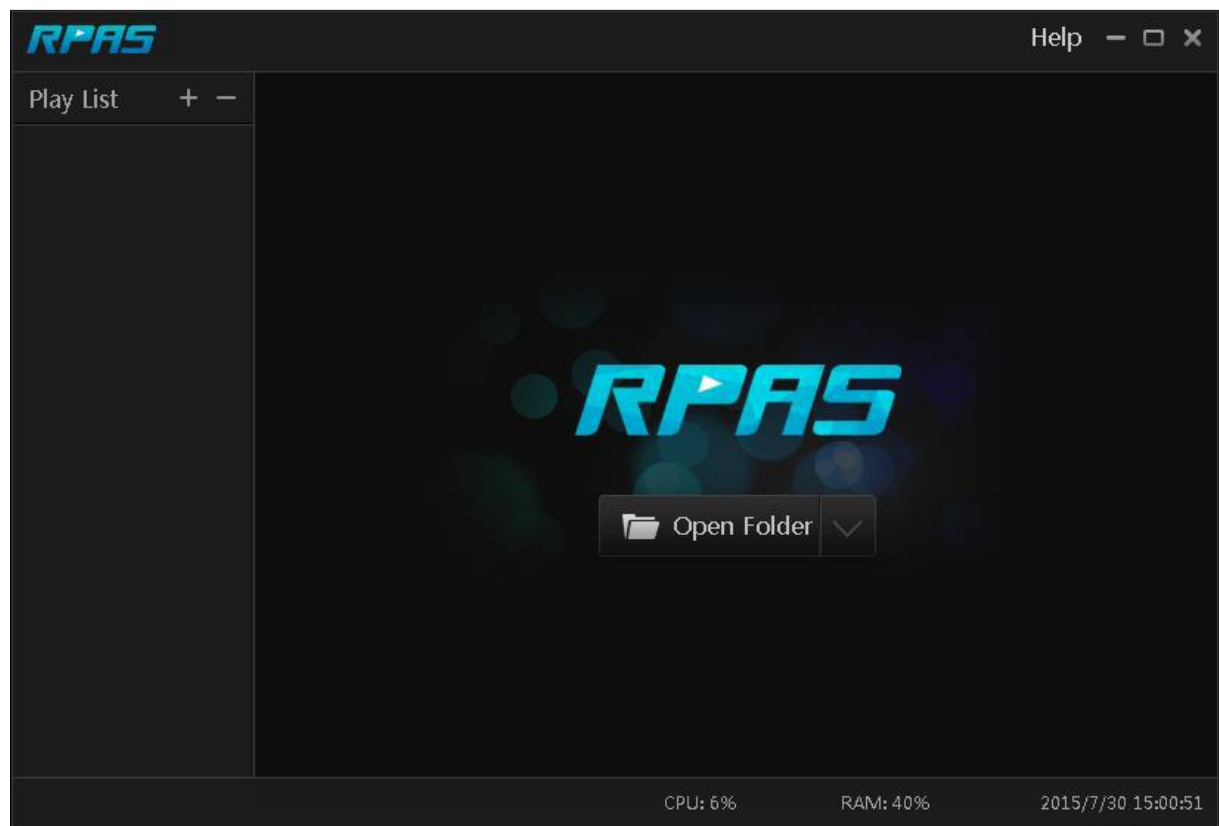 RPAS
Help
Play List
RPAS
Open Folder
CPU: 6% RAM: 40% 2015/7/30 15:00:51